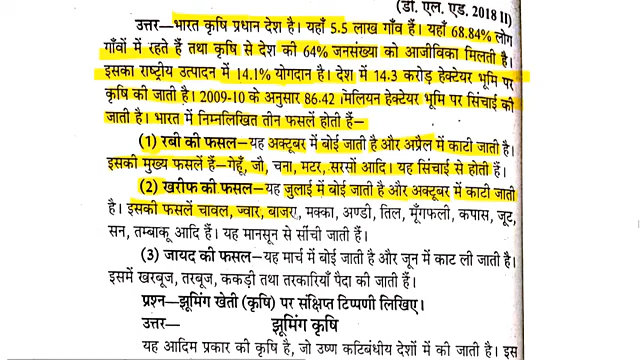 (डी. एल. एड. 2018 II)
उत्तर—भारत कृषि प्रधान देश है। यहाँ 5.5 लाख गाँव हैं। यहाँ 68.84% लोग
गाँवों में रहते हैं तथा कृषि से देश की 64% जनसंख्या को आजीविका मिलती है।
इसका राष्ट्रीय उत्पादन में 14.1% योगदान है। देश में 14.3 करोड़ हेक्टेयर भूमि पर
कृषि की जाती है। 2009-10 के अनुसार 86.42 मिलियन हेक्टेयर भूमि पर सिंचाई की
जाती है। भारत में निम्नलिखित तीन फसलें होती हैं—
(1) रबी की फसल—यह अक्टूबर में बोई जाती है और अप्रैल में काटी जाती है।
इसकी मुख्य फसलें हैं—गेहूँ, जौ, चना, मटर, सरसों आदि। यह सिंचाई से होती हैं।
(2) खरीफ की फसल—यह जुलाई में बोई जाती है और अक्टूबर में काटी जाती
है। इसकी फसलें चावल, ज्वार, बाजरा, मक्का, अण्डी, तिल, मूँगफली, कपास, जूट,
सन, तम्बाकू आदि हैं। यह मानसून से सींची जाती हैं।
(3) जायद की फसल—यह मार्च में बोई जाती है और जून में काट ली जाती है।
इसमें खरबूज, तरबूज, ककड़ी तथा तरकारियाँ पैदा की जाती हैं।
प्रश्न—झूमिंग खेती (कृषि) पर संक्षिप्त टिप्पणी लिखिए।
उत्तर— झूमिंग कृषि
यह आदिम प्रकार की कृषि है, जो उष्ण कटिबंधीय देशों में की जाती है। इस